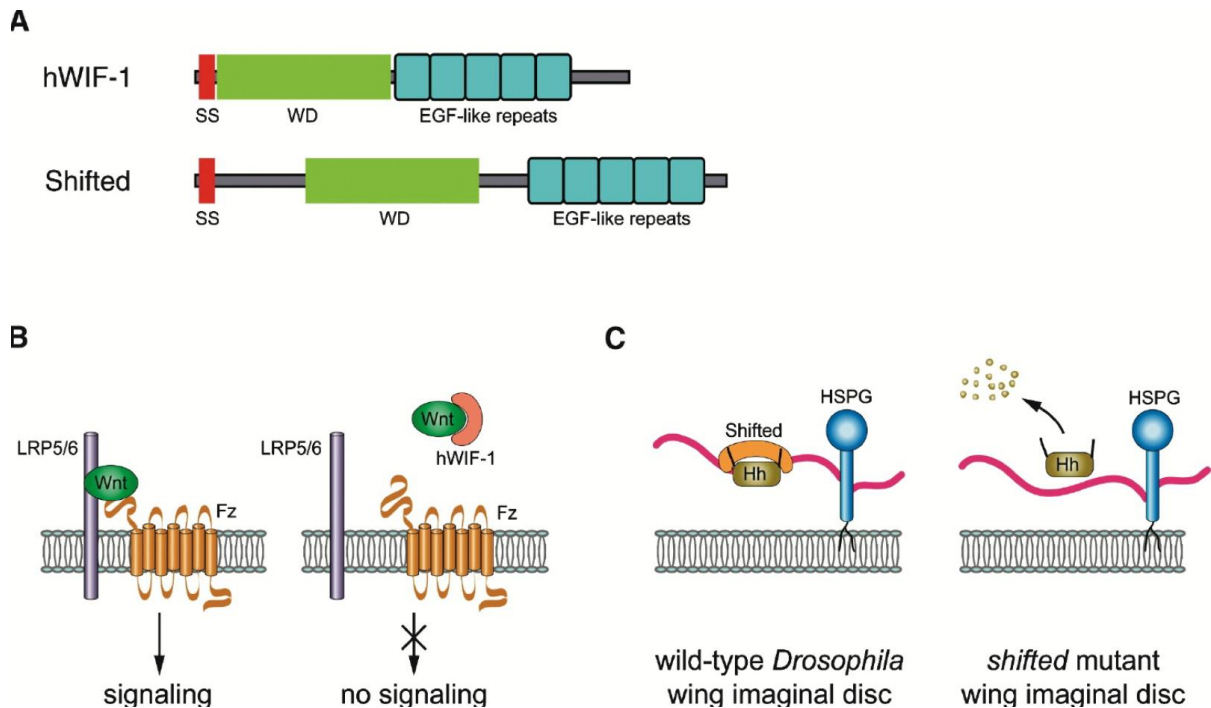 A
hWIF-1
SS
WD
EGF-like repeats
Shifted
SS
WD
EGF-like repeats
B
LRP5/6
Wnt
Fz
signaling
LRP5/6
Wnt
hWIF-1
Fz
no signaling
C
Shifted
Hh
HSPG
wild-type Drosophila
wing imaginal disc
Hh
HSPG
shifted mutant
wing imaginal disc